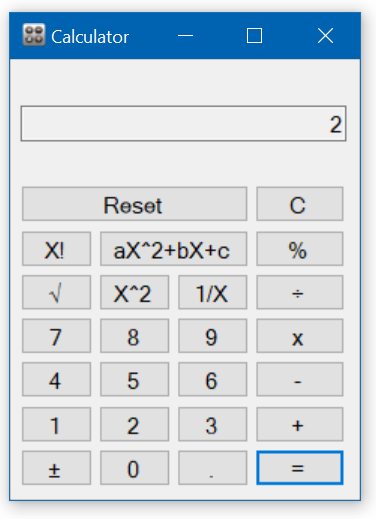 Calculator
2
Reset C
X! aX^2+bX+c %
√ X^2 1/X ÷
7 8 9 x
4 5 6 -
1 2 3 +
± 0 . =